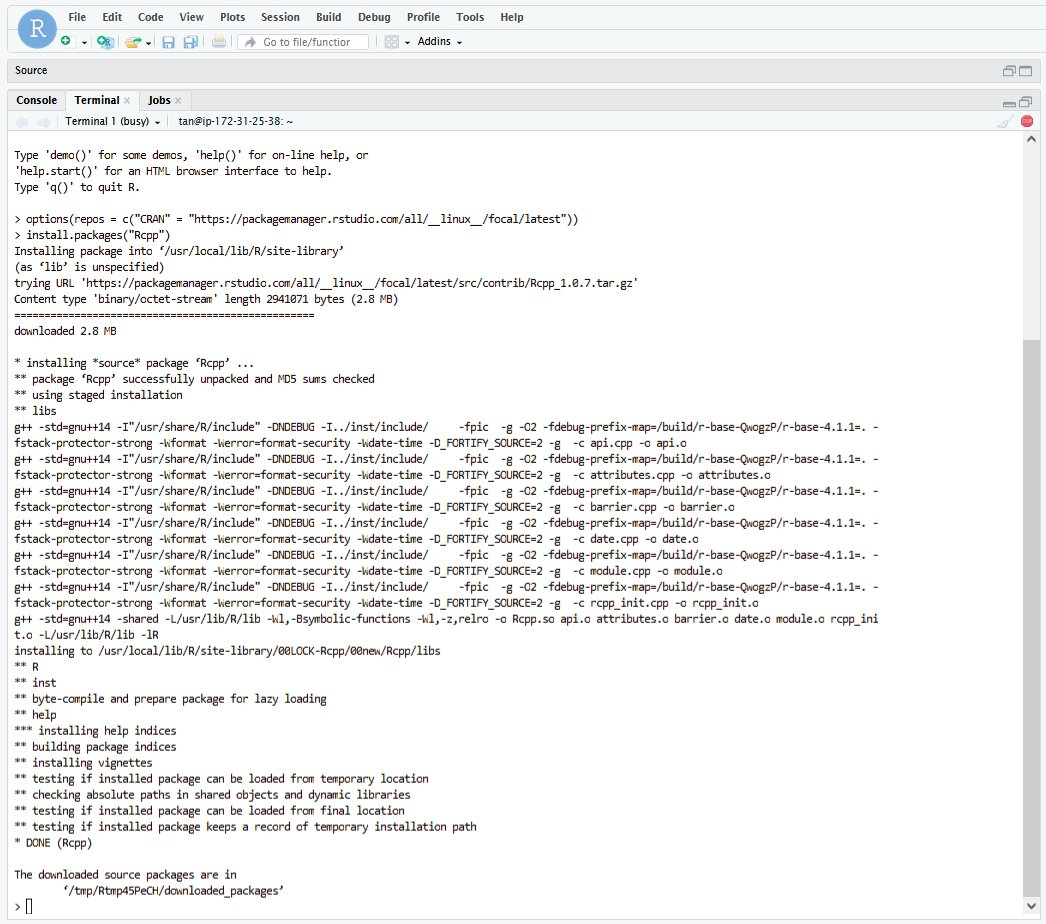 R
File Edit Code View Plots Session Build Debug Profile Tools Help
Go to file/function Addins
Source
Console Terminal Jobs
Terminal 1 (busy) tan@ip-172-31-25-38: ~
Type 'demo()' for some demos, 'help()' for on-line help, or
'help.start()' for an HTML browser interface to help.
Type 'q()' to quit R.
> options(repos = c("CRAN" = "https://packagemanager.rstudio.com/all/__linux__/focal/latest"))
> install.packages("Rcpp")
Installing package into ‘/usr/local/lib/R/site-library’
(as ‘lib’ is unspecified)
trying URL 'https://packagemanager.rstudio.com/all/__linux__/focal/latest/src/contrib/Rcpp_1.0.7.tar.gz'
Content type 'binary/octet-stream' length 2941071 bytes (2.8 MB)
==================================================
downloaded 2.8 MB
* installing *source* package ‘Rcpp’ ...
** package ‘Rcpp’ successfully unpacked and MD5 sums checked
** using staged installation
** libs
g++ -std=gnu++14 -I"/usr/share/R/include" -DNDEBUG -I../inst/include/     -fpic  -g -O2 -fdebug-prefix-map=/build/r-base-QwogzP/r-base-4.1.1=. -
fstack-protector-strong -Wformat -Werror=format-security -Wdate-time -D_FORTIFY_SOURCE=2 -g  -c api.cpp -o api.o
g++ -std=gnu++14 -I"/usr/share/R/include" -DNDEBUG -I../inst/include/     -fpic  -g -O2 -fdebug-prefix-map=/build/r-base-QwogzP/r-base-4.1.1=. -
fstack-protector-strong -Wformat -Werror=format-security -Wdate-time -D_FORTIFY_SOURCE=2 -g  -c attributes.cpp -o attributes.o
g++ -std=gnu++14 -I"/usr/share/R/include" -DNDEBUG -I../inst/include/     -fpic  -g -O2 -fdebug-prefix-map=/build/r-base-QwogzP/r-base-4.1.1=. -
fstack-protector-strong -Wformat -Werror=format-security -Wdate-time -D_FORTIFY_SOURCE=2 -g  -c barrier.cpp -o barrier.o
g++ -std=gnu++14 -I"/usr/share/R/include" -DNDEBUG -I../inst/include/     -fpic  -g -O2 -fdebug-prefix-map=/build/r-base-QwogzP/r-base-4.1.1=. -
fstack-protector-strong -Wformat -Werror=format-security -Wdate-time -D_FORTIFY_SOURCE=2 -g  -c date.cpp -o date.o
g++ -std=gnu++14 -I"/usr/share/R/include" -DNDEBUG -I../inst/include/     -fpic  -g -O2 -fdebug-prefix-map=/build/r-base-QwogzP/r-base-4.1.1=. -
fstack-protector-strong -Wformat -Werror=format-security -Wdate-time -D_FORTIFY_SOURCE=2 -g  -c module.cpp -o module.o
g++ -std=gnu++14 -I"/usr/share/R/include" -DNDEBUG -I../inst/include/     -fpic  -g -O2 -fdebug-prefix-map=/build/r-base-QwogzP/r-base-4.1.1=. -
fstack-protector-strong -Wformat -Werror=format-security -Wdate-time -D_FORTIFY_SOURCE=2 -g  -c rcpp_init.cpp -o rcpp_init.o
g++ -std=gnu++14 -shared -L/usr/lib/R/lib -Wl,-Bsymbolic-functions -Wl,-z,relro -o Rcpp.so api.o attributes.o barrier.o date.o module.o rcpp_ini
t.o -L/usr/lib/R/lib -lR
installing to /usr/local/lib/R/site-library/00LOCK-Rcpp/00new/Rcpp/libs
** R
** inst
** byte-compile and prepare package for lazy loading
** help
*** installing help indices
** building package indices
** installing vignettes
** testing if installed package can be loaded from temporary location
** checking absolute paths in shared objects and dynamic libraries
** testing if installed package can be loaded from final location
** testing if installed package keeps a record of temporary installation path
* DONE (Rcpp)
The downloaded source packages are in
‘/tmp/Rtmp45PeCH/downloaded_packages’
>